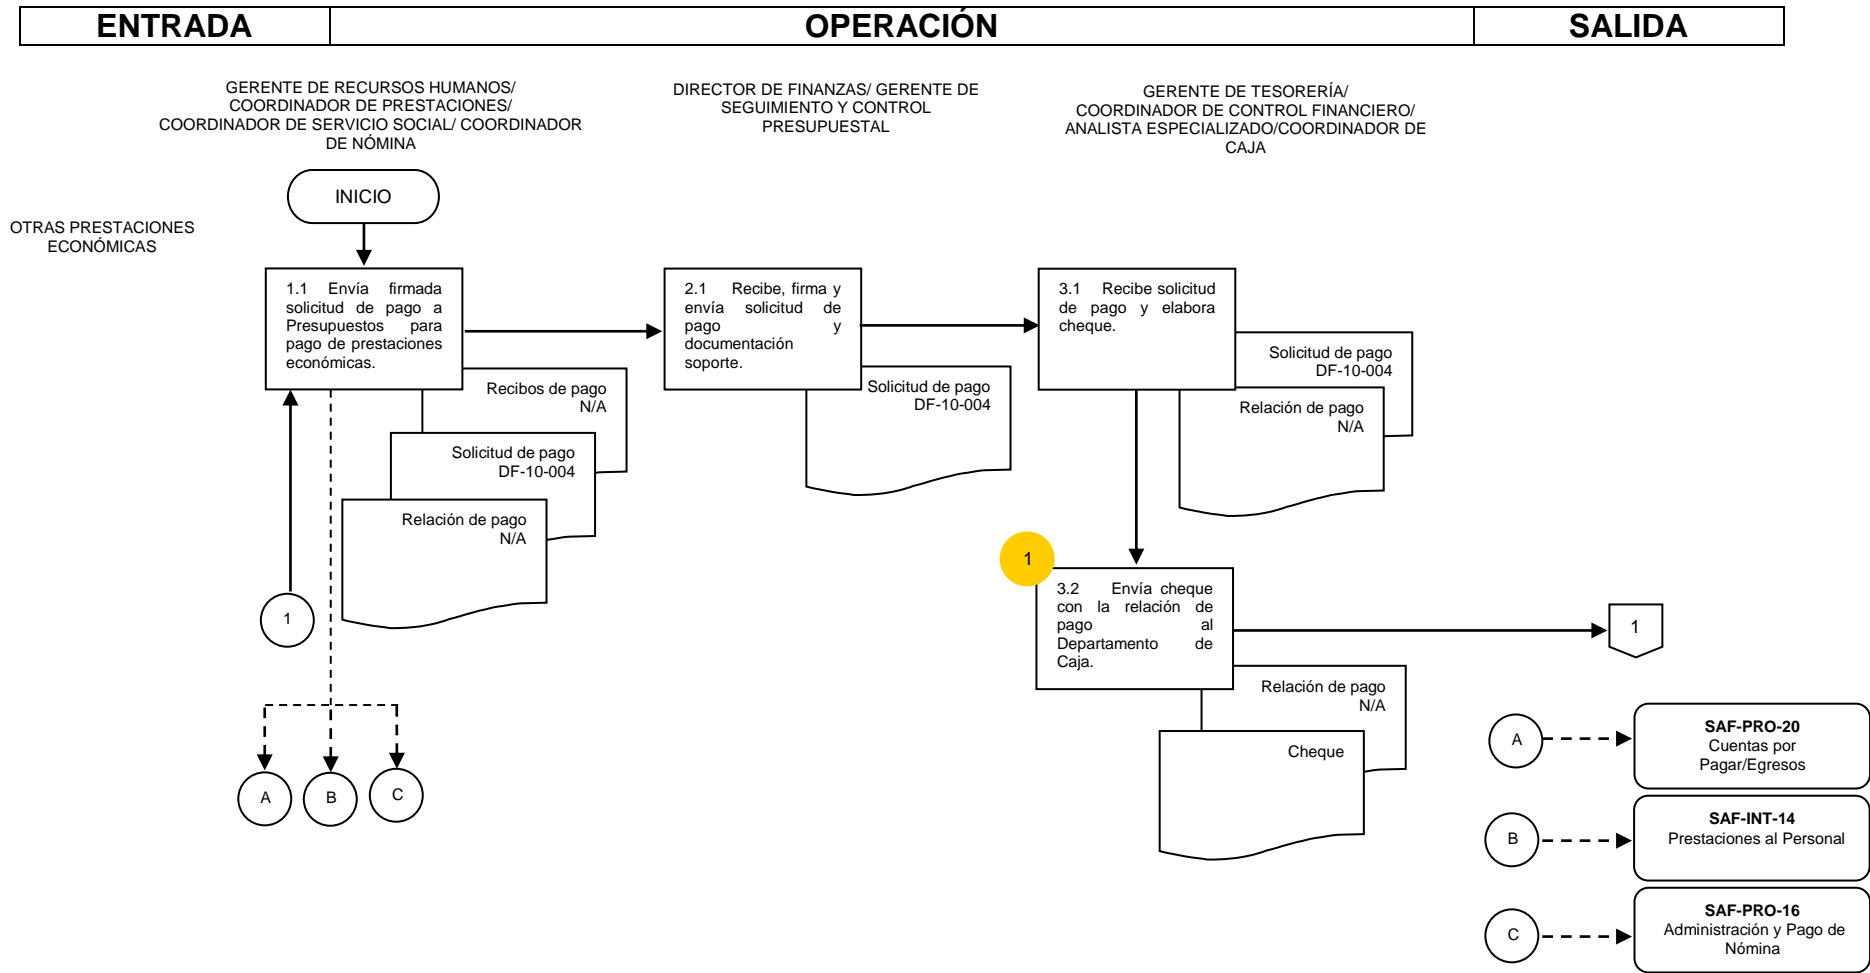 ENTRADA
OPERACIÓN
SALIDA
GERENTE DE RECURSOS HUMANOS/
COORDINADOR DE PRESTACIONES/
COORDINADOR DE SERVICIO SOCIAL/ COORDINADOR
DE NÓMINA
DIRECTOR DE FINANZAS/ GERENTE DE
SEGUIMIENTO Y CONTROL
PRESUPUESTAL
GERENTE DE TESORERÍA/
COORDINADOR DE CONTROL FINANCIERO/
ANALISTA ESPECIALIZADO/COORDINADOR DE
CAJA
INICIO
OTRAS PRESTACIONES
ECONÓMICAS
1.1 Envía firmada
solicitud de pago a
Presupuestos para
pago de prestaciones
económicas.
Recibos de pago
N/A
Solicitud de pago
DF-10-004
Relación de pago
N/A
1
A
B
C
2.1 Recibe, firma y
envía solicitud de
pago y
documentación
soporte.
Solicitud de pago
DF-10-004
3.1 Recibe solicitud
de pago y elabora
cheque.
Solicitud de pago
DF-10-004
Relación de pago
N/A
1
3.2 Envía cheque
con la relación de
pago al
Departamento de
Caja.
Relación de pago
N/A
Cheque
1
A
SAF-PRO-20
Cuentas por
Pagar/Egresos
B
SAF-INT-14
Prestaciones al Personal
C
SAF-PRO-16
Administración y Pago de
Nómina